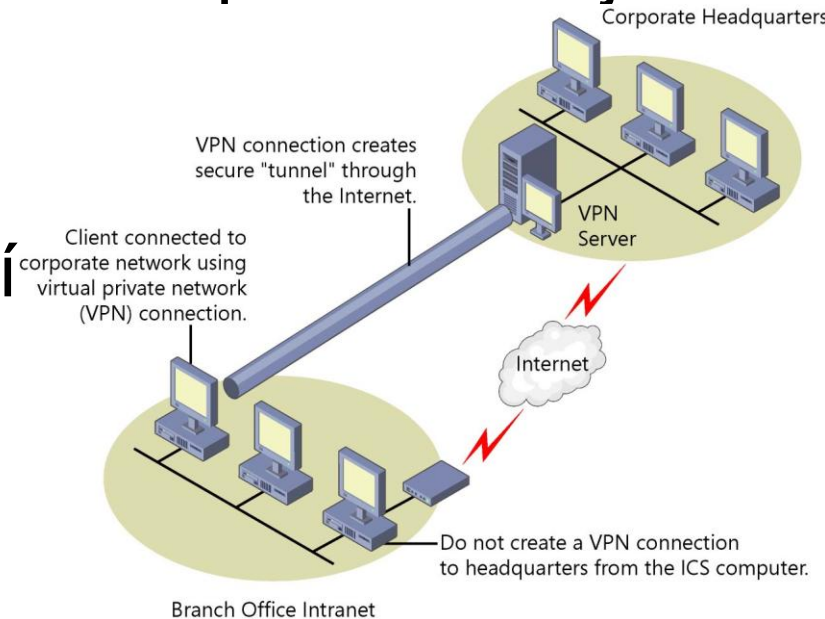 Corporate Headquarters
VPN connection creates
secure "tunnel" through
the Internet.
VPN
Server
Client connected to
corporate network using
virtual private network
(VPN) connection.
í
Internet
Do not create a VPN connection
to headquarters from the ICS computer.
Branch Office Intranet